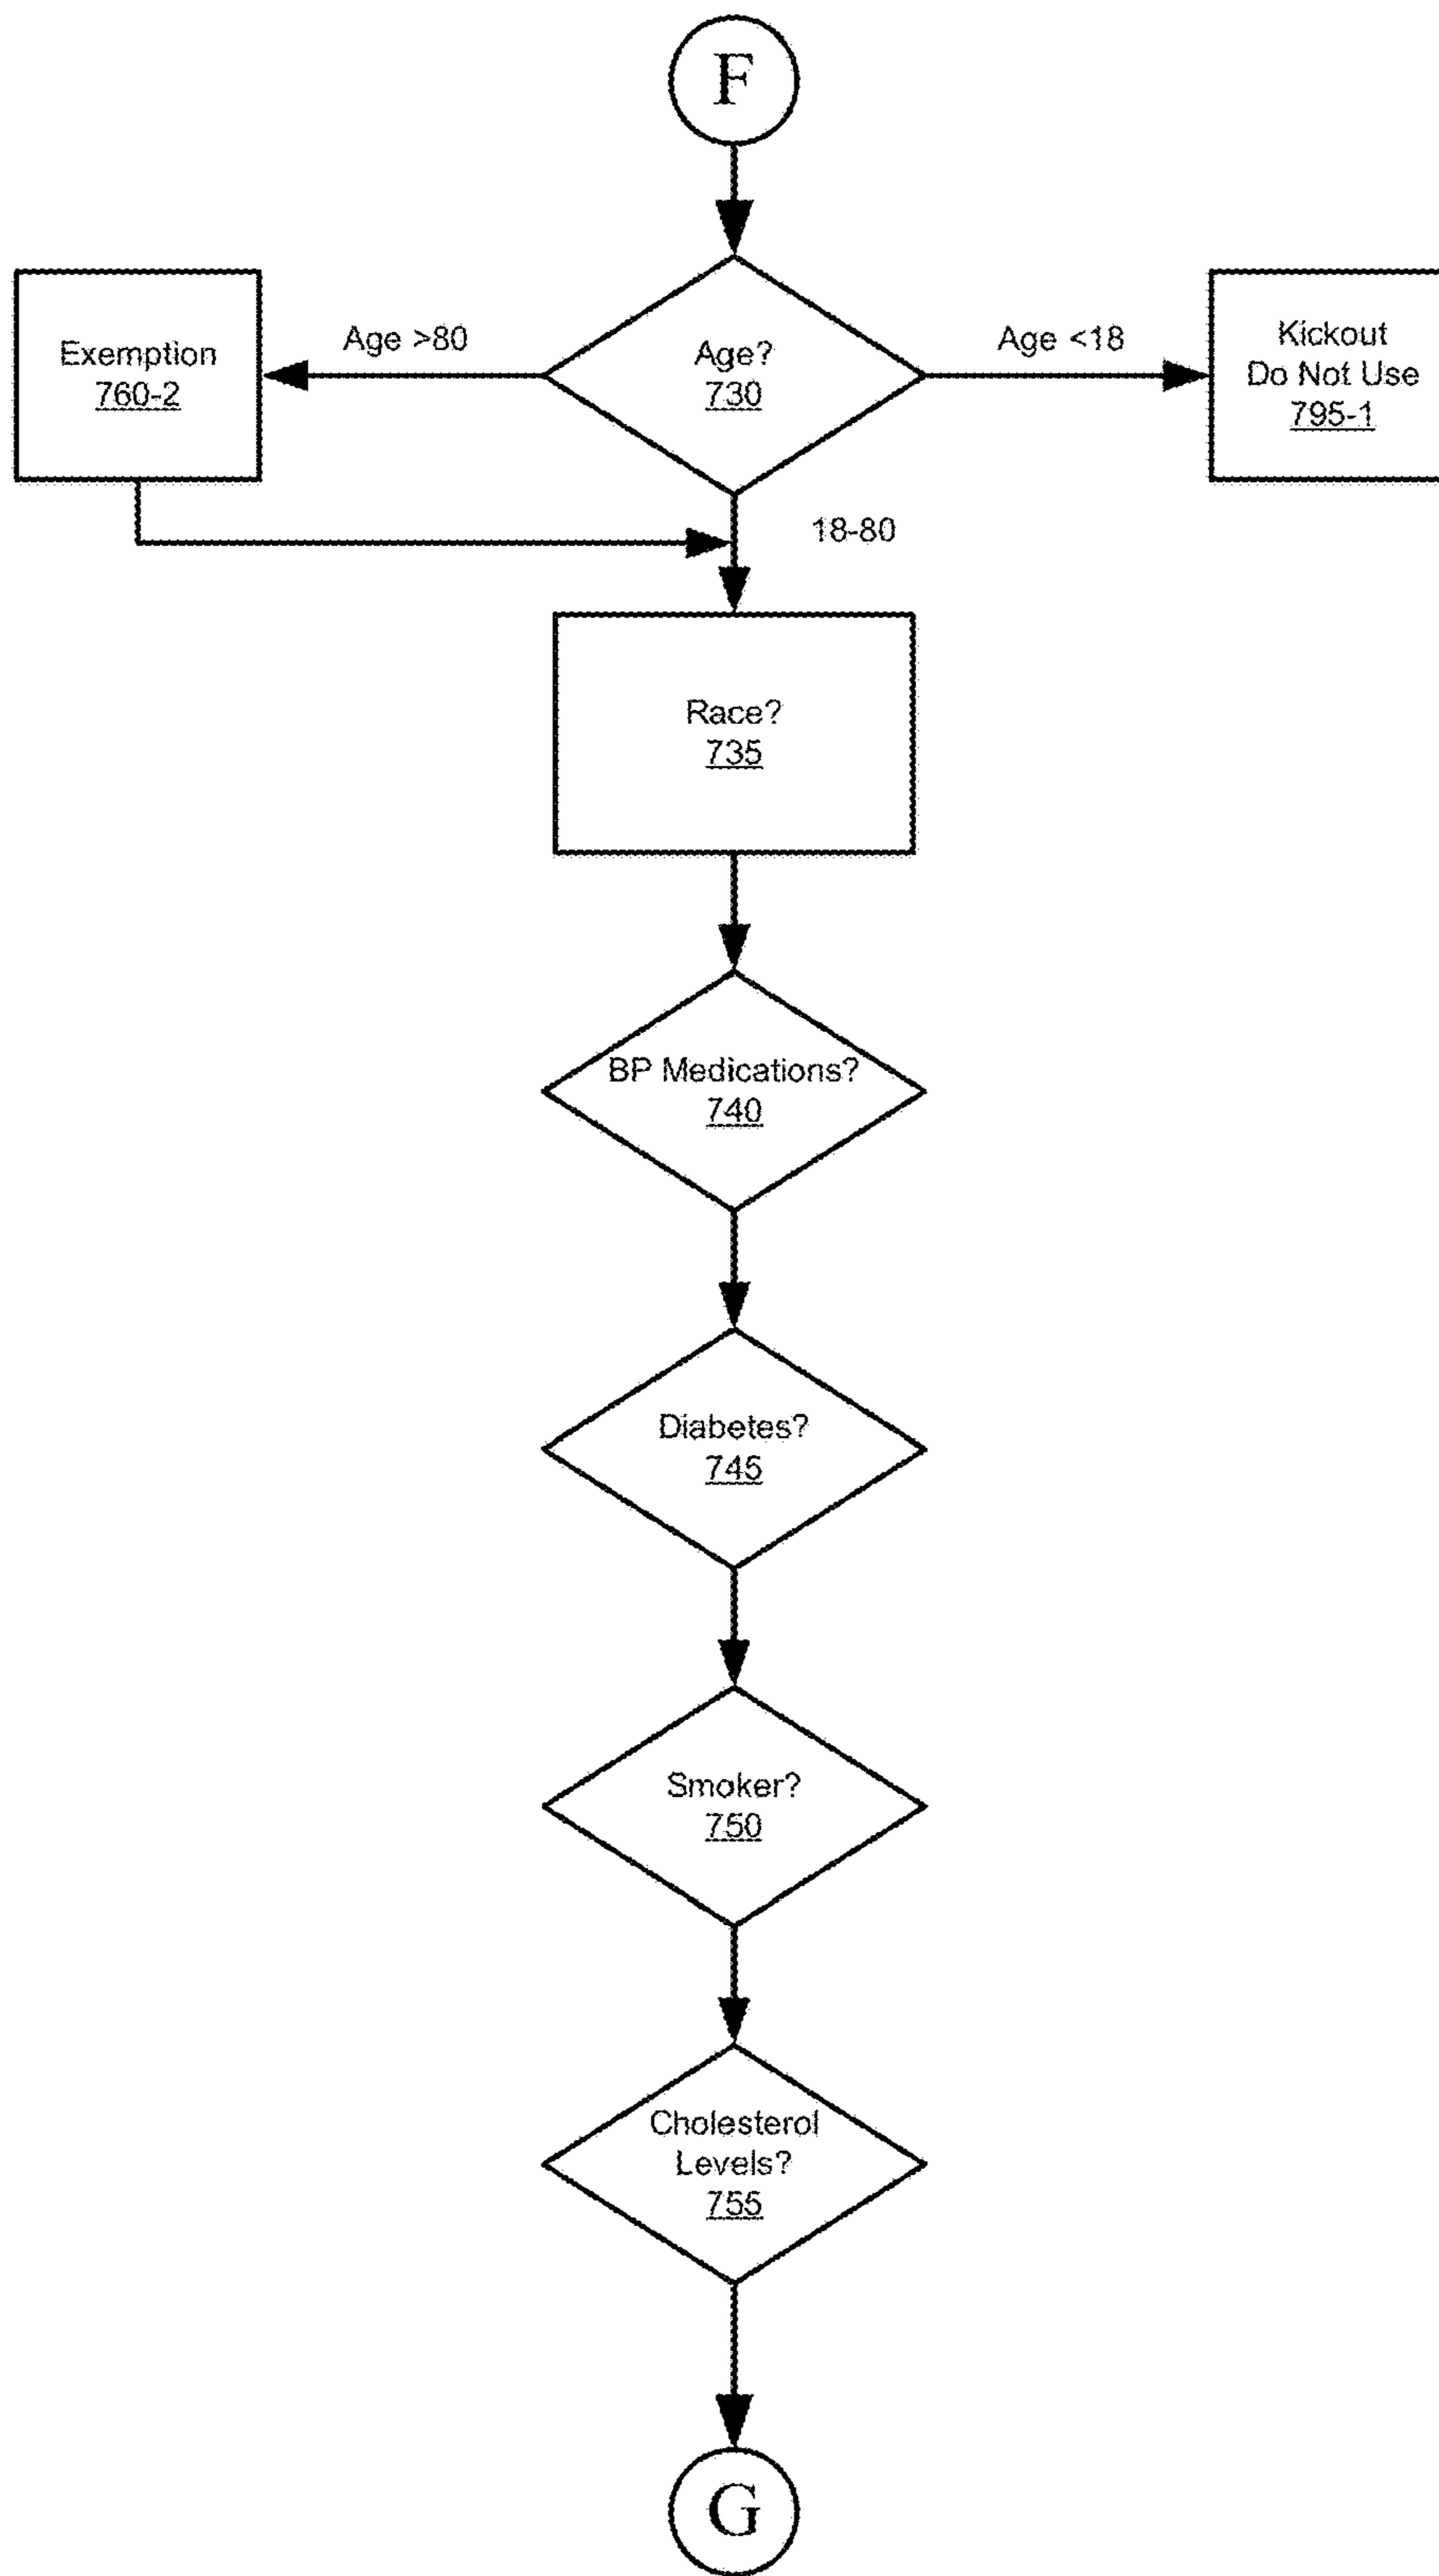 F
Age >80
Age <18
Exemption
760-2
Age?
730
Kickout
Do Not Use
795-1
18-80
Race?
735
BP Medications?
740
Diabetes?
745
Smoker?
750
Cholesterol
Levels?
755
G